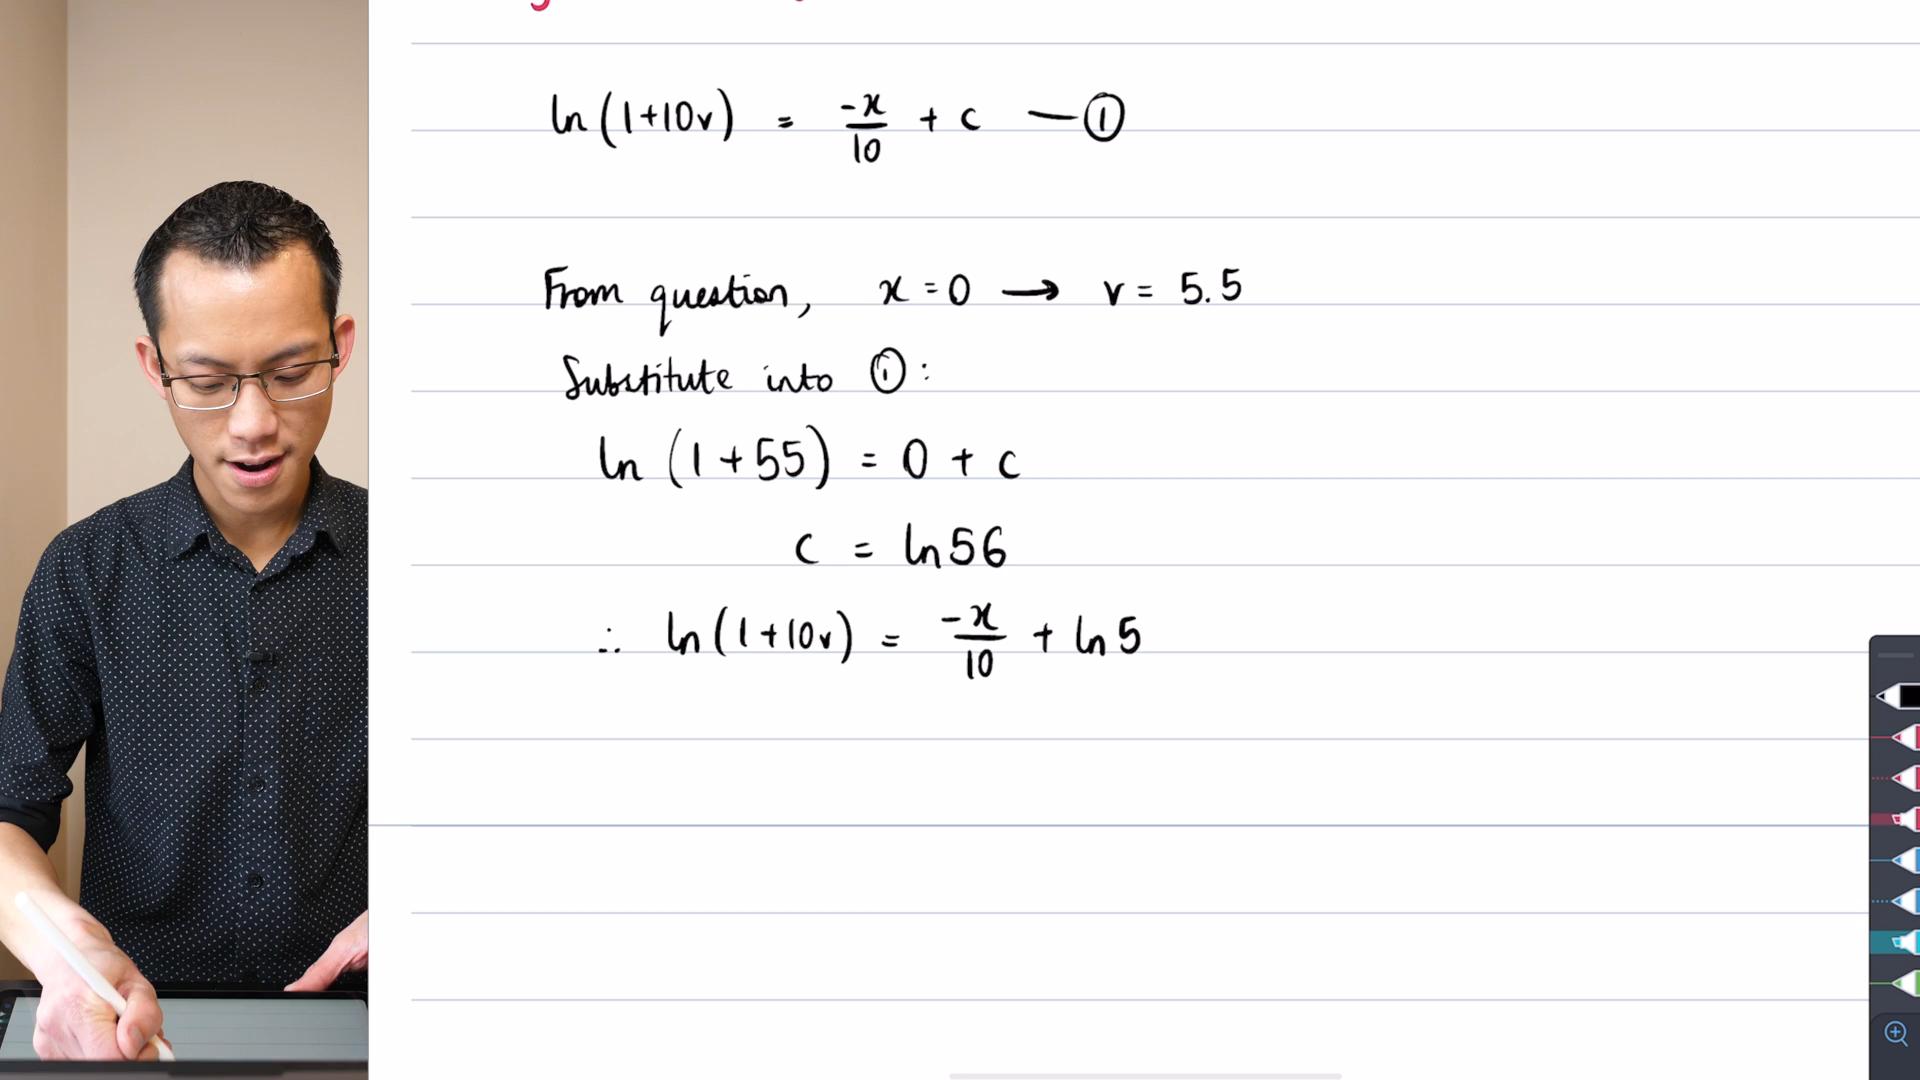 ln(1+10v) = -x/10 + c —①
From question, x = 0 → v = 5.5
Substitute into ①:
ln (1+55) = 0 + c
c = ln56
∴ ln(1+10v) = -x/10 + ln5